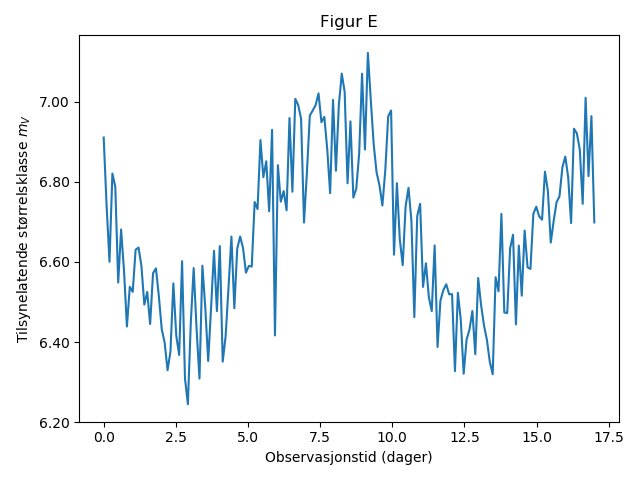 Figur E
Tilsynelatende størrelsesklasse $m_V$
7.00
6.80
6.60
6.40
6.20
0.0 2.5 5.0 7.5 10.0 12.5 15.0 17.5
Observasjonstid (dager)